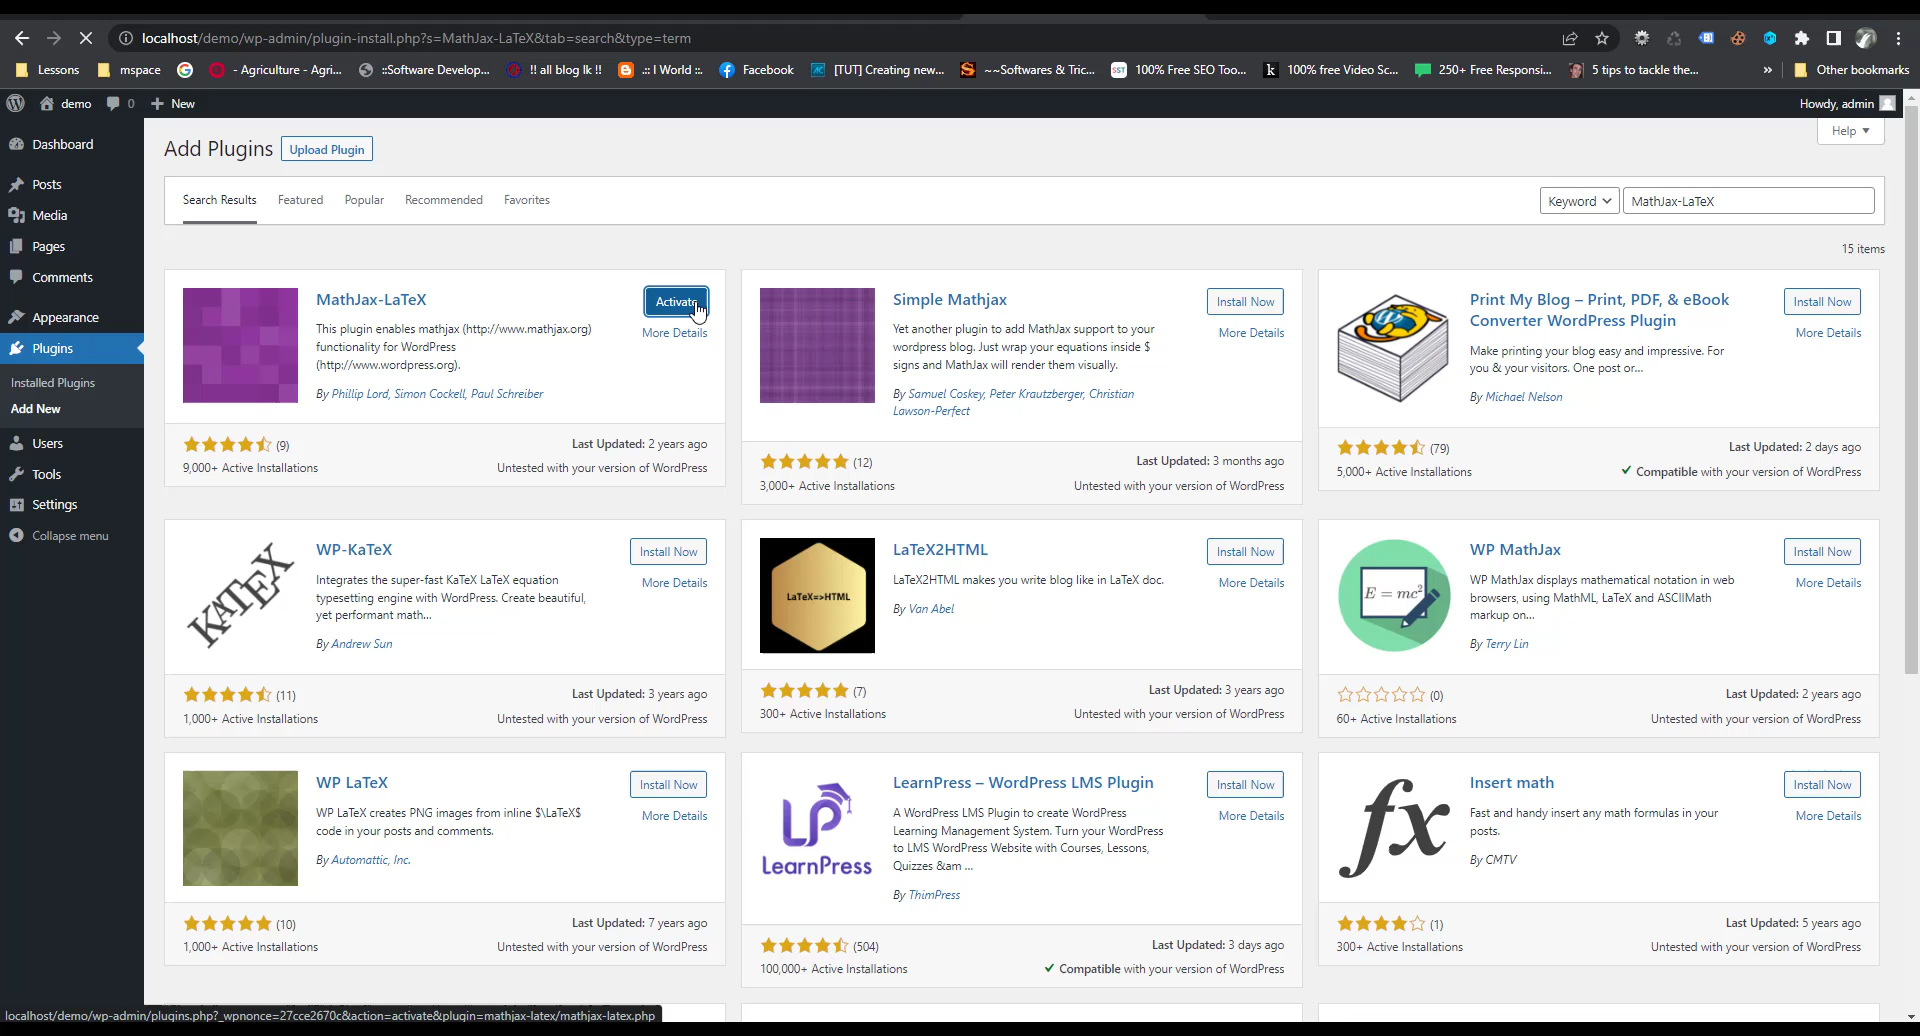 localhost/demo/wp-admin/plugin-install.php?s=MathJax-LaTeX&tab=search&type=term
Lessons mspace - Agriculture - Agri... ::Software Develop... !! all blog lk !! .:: I World :. Facebook [TUT] Creating new... ~~Softwares & Tric... 100% Free SEO Too... 100% free Video Sc... 250+ Free Responsi... 5 tips to tackle the... » Other bookmarks
demo 0 + New Howdy, admin
Help ▼
Dashboard
Posts
Media
Pages
Comments
Appearance
Plugins
Installed Plugins
Add New
Users
Tools
Settings
Collapse menu
Add Plugins Upload Plugin
Search Results Featured Popular Recommended Favorites Keyword MathJax-LaTeX
15 items
MathJax-LaTeX
Activate
More Details
This plugin enables mathjax (http://www.mathjax.org)
functionality for WordPress
(http://www.wordpress.org).
By Phillip Lord, Simon Cockell, Paul Schreiber
(9) Last Updated: 2 years ago
9,000+ Active Installations Untested with your version of WordPress
Simple Mathjax
Install Now
More Details
Yet another plugin to add MathJax support to your
wordpress blog. Just wrap your equations inside $
signs and MathJax will render them visually.
By Samuel Coskey, Peter Krautzberger, Christian
Lawson-Perfect
(12) Last Updated: 3 months ago
3,000+ Active Installations Untested with your version of WordPress
Print My Blog – Print, PDF, & eBook
Converter WordPress Plugin
Install Now
More Details
Make printing your blog easy and impressive. For
you & your visitors. One post or...
By Michael Nelson
(79) Last Updated: 2 days ago
5,000+ Active Installations ✓ Compatible with your version of WordPress
KATEX
WP-KaTeX
Install Now
More Details
Integrates the super-fast KaTeX LaTeX equation
typesetting engine with WordPress. Create beautiful,
yet performant math...
By Andrew Sun
(11) Last Updated: 3 years ago
1,000+ Active Installations Untested with your version of WordPress
LaTeX=>HTML
LaTeX2HTML
Install Now
More Details
LaTeX2HTML makes you write blog like in LaTeX doc.
By Van Abel
(7) Last Updated: 3 years ago
300+ Active Installations Untested with your version of WordPress
E = mc²
WP MathJax
Install Now
More Details
WP MathJax displays mathematical notation in web
browsers, using MathML, LaTeX and ASCIIMath
markup on...
By Terry Lin
(0) Last Updated: 2 years ago
60+ Active Installations Untested with your version of WordPress
WP LaTeX
Install Now
More Details
WP LaTeX creates PNG images from inline $\LaTeX$
code in your posts and comments.
By Automattic, Inc.
(10) Last Updated: 7 years ago
1,000+ Active Installations Untested with your version of WordPress
LP
LearnPress
LearnPress – WordPress LMS Plugin
Install Now
More Details
A WordPress LMS Plugin to create WordPress
Learning Management System. Turn your WordPress
to LMS WordPress Website with Courses, Lessons,
Quizzes &am ...
By ThimPress
(504) Last Updated: 3 days ago
100,000+ Active Installations ✓ Compatible with your version of WordPress
fx
Insert math
Install Now
More Details
Fast and handy insert any math formulas in your
posts.
By CMTV
(1) Last Updated: 5 years ago
300+ Active Installations Untested with your version of WordPress
localhost/demo/wp-admin/plugins.php?_wpnonce=27cce2670c&action=activate&plugin=mathjax-latex/mathjax-latex.php